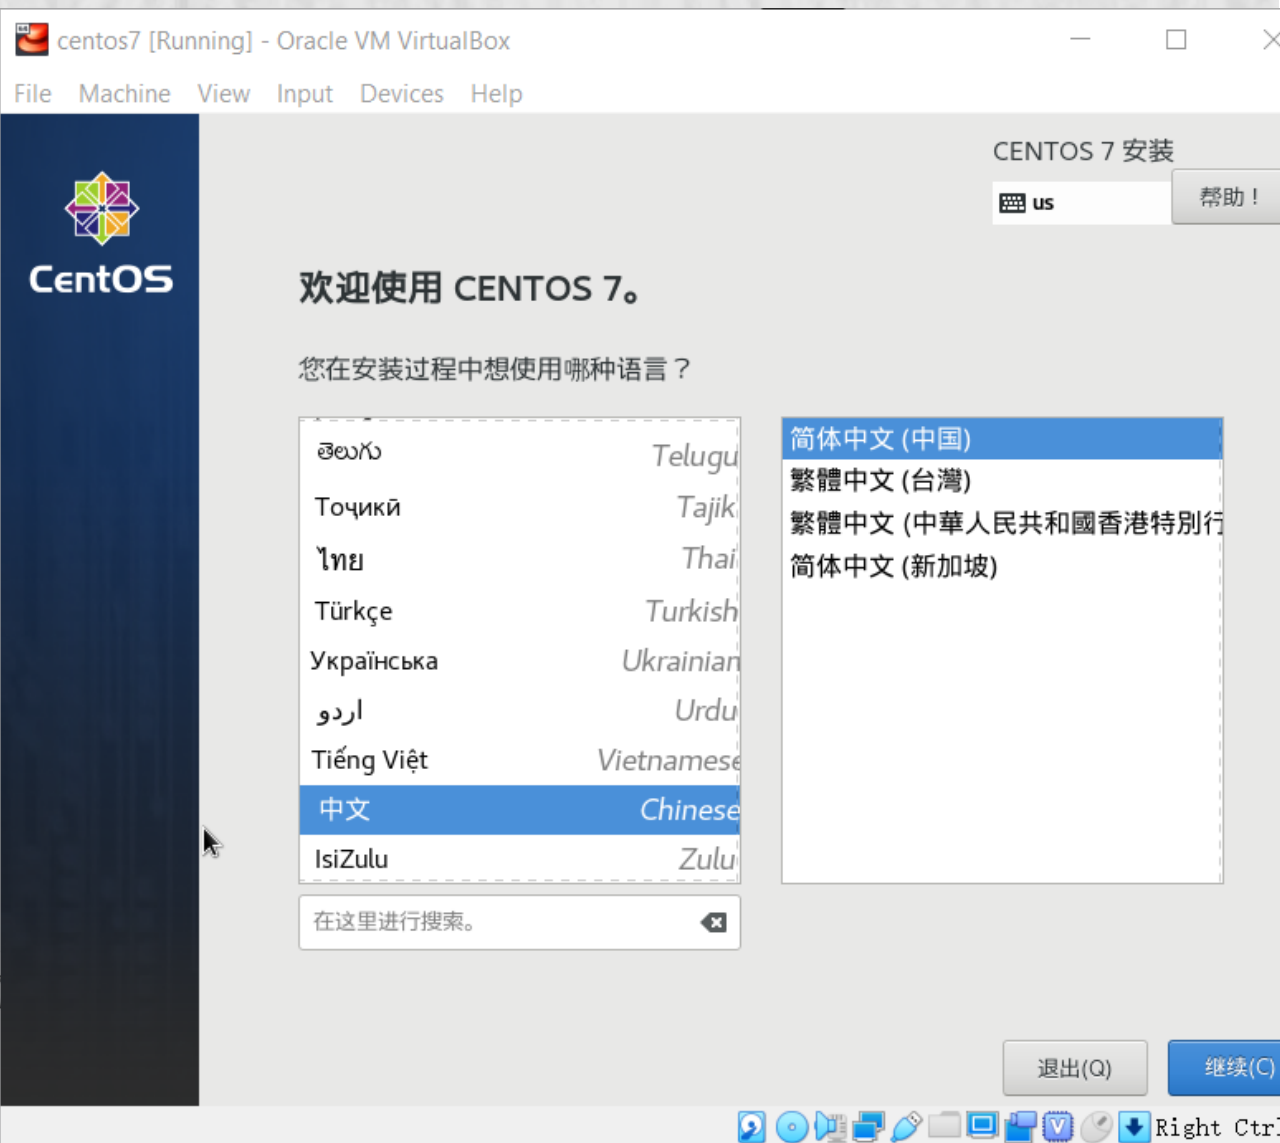 centos7 [Running] - Oracle VM VirtualBox
File Machine View Input Devices Help
CentOS
CENTOS 7 安装
us
帮助！
欢迎使用 CENTOS 7。
您在安装过程中想使用哪种语言？
తెలుగు Telugu
Тоҷикӣ Tajik
ไทย Thai
Türkçe Turkish
Українська Ukrainian
اردو Urdu
Tiếng Việt Vietnamese
中文 Chinese
IsiZulu Zulu
简体中文 (中国)
繁體中文 (台灣)
繁體中文 (中華人民共和國香港特別行
简体中文 (新加坡)
在这里进行搜索。
退出(Q)
继续(C)
Right Ctrl